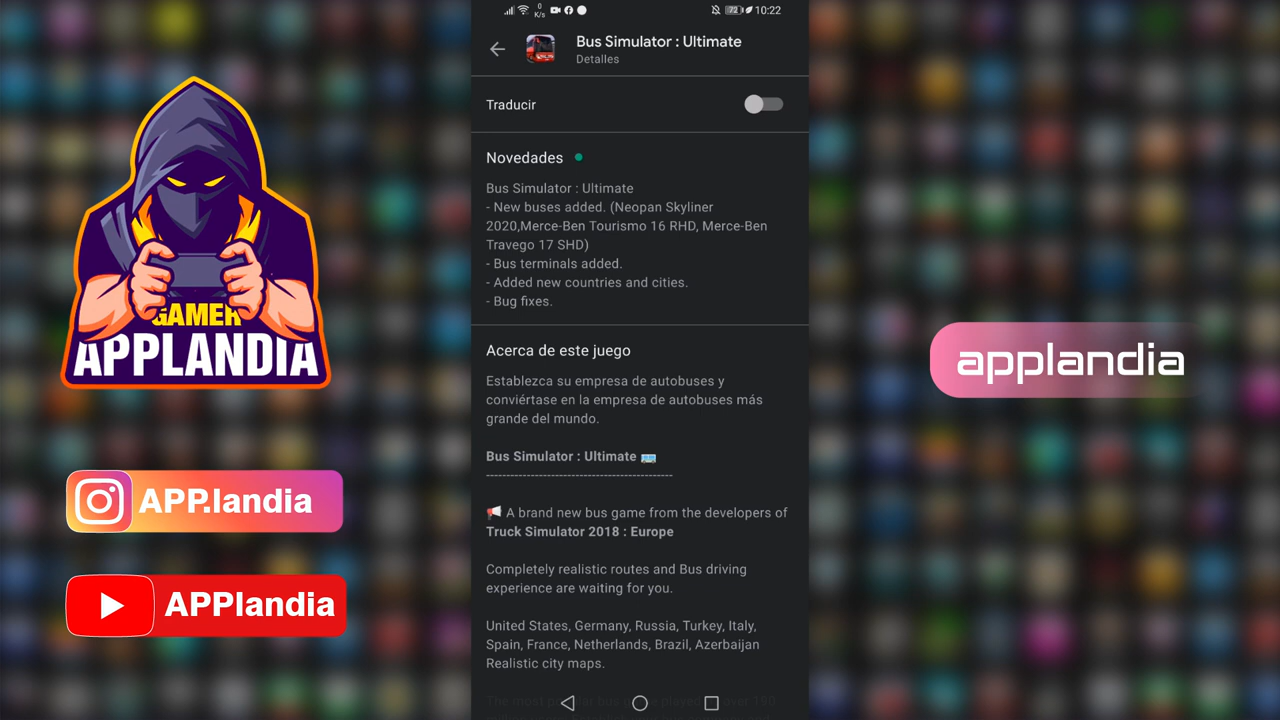 0
K/s
72
10:22
Bus Simulator : Ultimate
Detalles
Traducir
Novedades
Bus Simulator : Ultimate
- New buses added. (Neopan Skyliner
2020,Merce-Ben Tourismo 16 RHD, Merce-Ben
Travego 17 SHD)
- Bus terminals added.
- Added new countries and cities.
- Bug fixes.
Acerca de este juego
Establezca su empresa de autobuses y
conviértase en la empresa de autobuses más
grande del mundo.
Bus Simulator : Ultimate
-----------------------------------------------
A brand new bus game from the developers of
Truck Simulator 2018 : Europe
Completely realistic routes and Bus driving
experience are waiting for you.
United States, Germany, Russia, Turkey, Italy,
Spain, France, Netherlands, Brazil, Azerbaijan
Realistic city maps.
GAMER
APPLANDIA
APP.landia
APPlandia
applandia